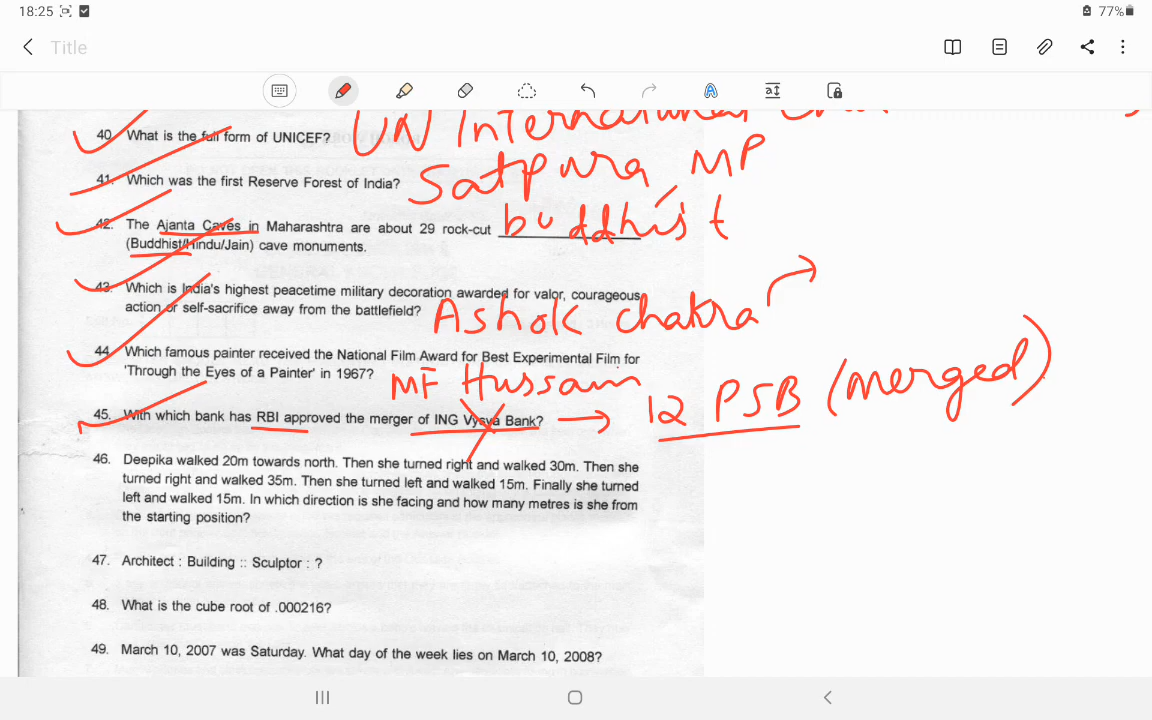 18:25
77%
Title
40. What is the full form of UNICEF? UN International
41. Which was the first Reserve Forest of India? Satpura MP
42. The Ajanta Caves in Maharashtra are about 29 rock-cut buddhist
(Buddhist/Hindu/Jain) cave monuments.
43. Which is India's highest peacetime military decoration awarded for valor, courageous
action or self-sacrifice away from the battlefield? Ashok chakra
44. Which famous painter received the National Film Award for Best Experimental Film for
'Through the Eyes of a Painter' in 1967? MF Hussain
45. With which bank has RBI approved the merger of ING Vysya Bank? → 12 PSB (merged)
46. Deepika walked 20m towards north. Then she turned right and walked 30m. Then she
turned right and walked 35m. Then she turned left and walked 15m. Finally she turned
left and walked 15m. In which direction is she facing and how many metres is she from
the starting position?
47. Architect : Building :: Sculptor : ?
48. What is the cube root of .000216?
49. March 10, 2007 was Saturday. What day of the week lies on March 10, 2008?